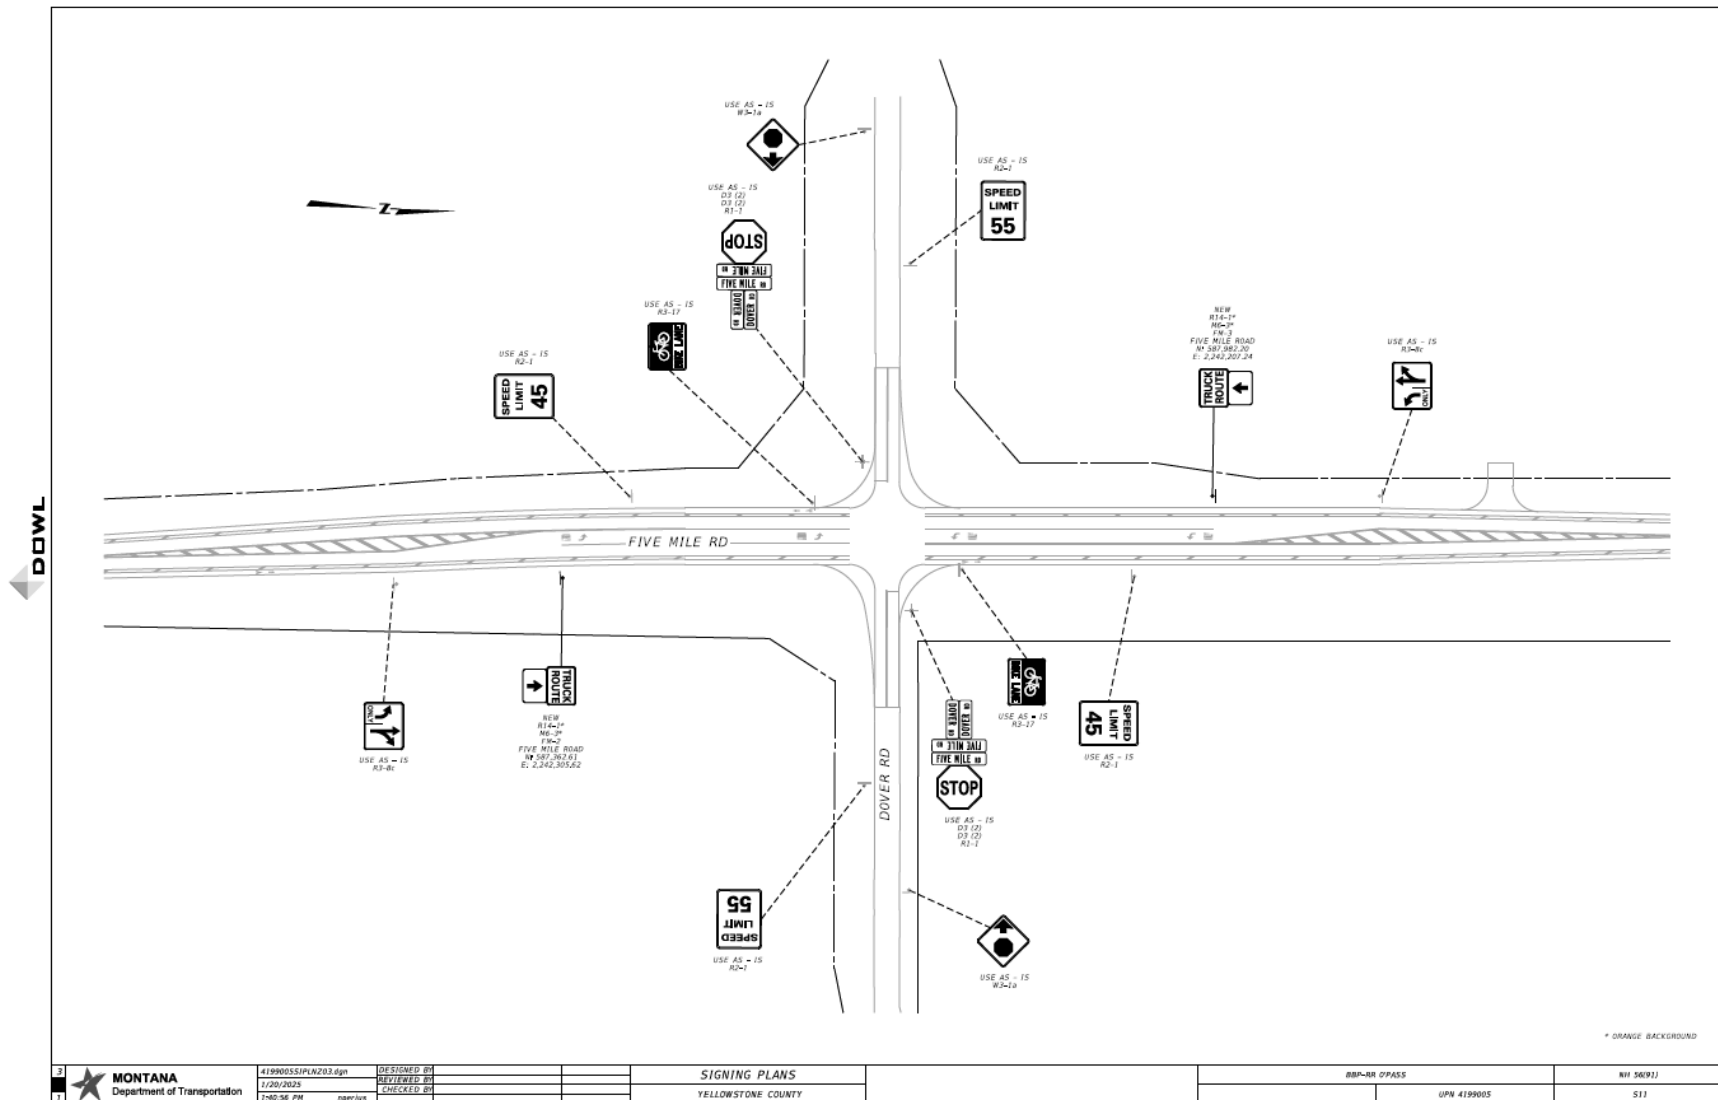 USE AS - IS
W3-1a
USE AS - IS
R2-1
SPEED
LIMIT
55
USE AS - IS
D3 (2)
D3 (2)
R1-1
STOP
FIVE MILE RD
FIVE MILE RD
DOVER RD
DOVER RD
USE AS - IS
R3-17
BIKE LANE
USE AS - IS
R2-1
SPEED
LIMIT
45
N
NEW
R14-1*
M6-3*
FM-3
FIVE MILE ROAD
N: 587,982.20
E: 2,242,207.24
TRUCK
ROUTE
USE AS - IS
R3-8c
ONLY
FIVE MILE RD
DOWL
ONLY
USE AS - IS
R3-8c
TRUCK
ROUTE
NEW
R14-1*
M6-3*
FM-2
FIVE MILE ROAD
N: 587,362.61
E: 2,242,305.62
BIKE LANE
USE AS - IS
R3-17
SPEED
LIMIT
45
USE AS - IS
R2-1
DOVER RD
DOVER RD
FIVE MILE RD
FIVE MILE RD
STOP
USE AS - IS
D3 (2)
D3 (2)
R1-1
DOVER RD
SPEED
LIMIT
55
USE AS - IS
R2-1
USE AS - IS
W3-1a
* ORANGE BACKGROUND
3
1
MONTANA
Department of Transportation
1/20/2025
1:40:56 PM
DESIGNED BY
REVIEWED BY
CHECKED BY
SIGNING PLANS
YELLOWSTONE COUNTY
BBP-RR O'PASS
UPN 4199005
NH 56(91)
S11